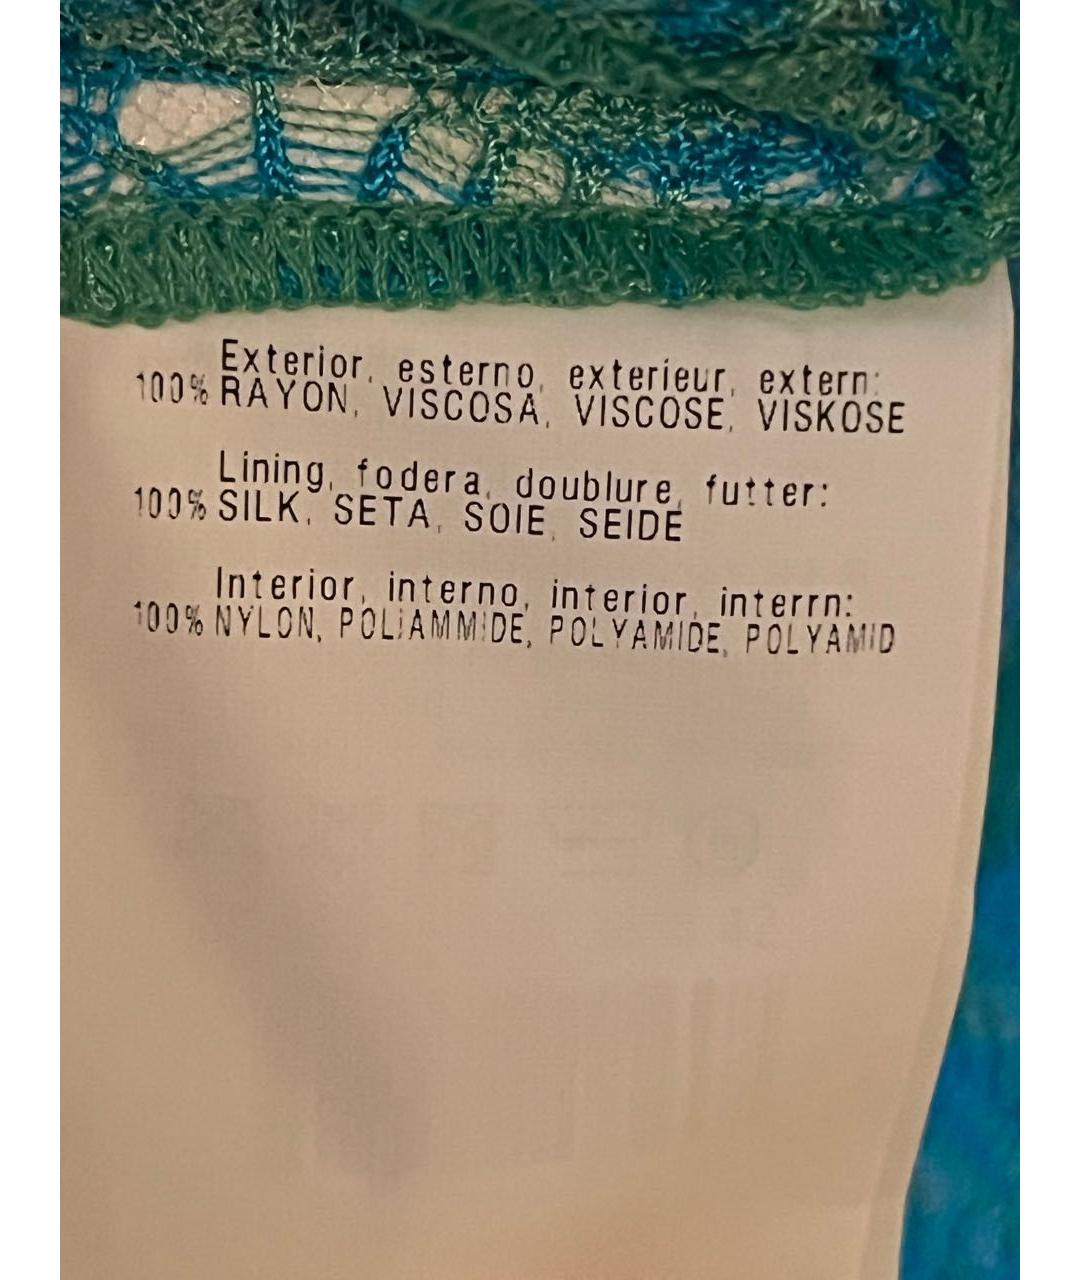 Exterior, esterno, exterieur, extern:
100% RAYON, VISCOSA, VISCOSE, VISKOSE
Lining, fodera, doublure, futter:
100% SILK, SETA, SOIE, SEIDE
Interior, interno, interior, interrn:
100% NYLON, POLIAMMIDE, POLYAMIDE, POLYAMID